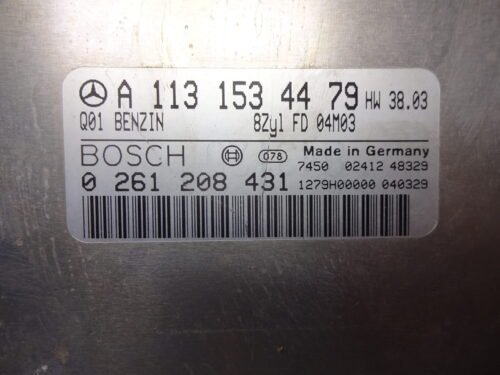 A 113 153 44 79 HW 38.03
Q01 BENZIN 8Zyl FD 04M03
BOSCH 078 Made in Germany
7450 02412 48329
0 261 208 431 1279H00000 040329